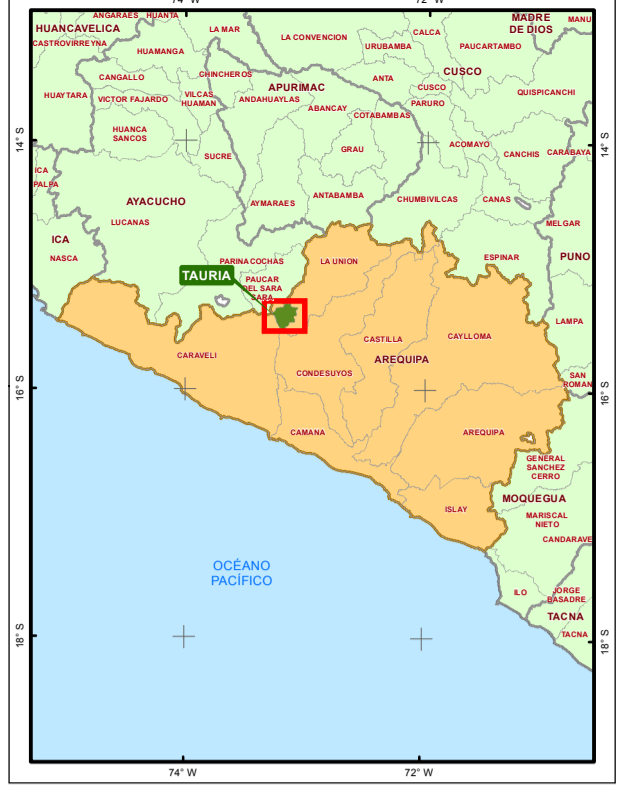 74° W
72° W
ANGARAES
HUANTA
HUANCAVELICA
CASTROVIRREYNA
LA MAR
LA CONVENCION
CALCA
MADRE
DE DIOS
MANU
HUAMANGA
URUBAMBA
PAUCARTAMBO
CANGALLO
CHINCHEROS
ANTA
CUSCO
CUSCO
HUAYTARA
VICTOR FAJARDO
VILCAS
HUAMAN
APURIMAC
ANDAHUAYLAS
ABANCAY
PARURO
QUISPICANCHI
COTABAMBAS
HUANCA
SANCOS
14° S
14° S
SUCRE
GRAU
ACOMAYO
CANCHIS
CARABAYA
ICA
PALPA
AYACUCHO
LUCANAS
AYMARAES
ANTABAMBA
CHUMBIVILCAS
CANAS
MELGAR
ICA
NASCA
PARINACOCHAS
LA UNION
ESPINAR
PUNO
TAURIA
PAUCAR
DEL SARA
SARA
LAMPA
CARAVELI
CASTILLA
CAYLLOMA
AREQUIPA
CONDESUYOS
SAN
ROMAN
16° S
16° S
CAMANA
AREQUIPA
GENERAL
SANCHEZ
CERRO
MOQUEGUA
ISLAY
MARISCAL
NIETO
CANDARAVE
OCÉANO
PACÍFICO
ILO
JORGE
BASADRE
TACNA
TACNA
18° S
18° S
74° W
72° W